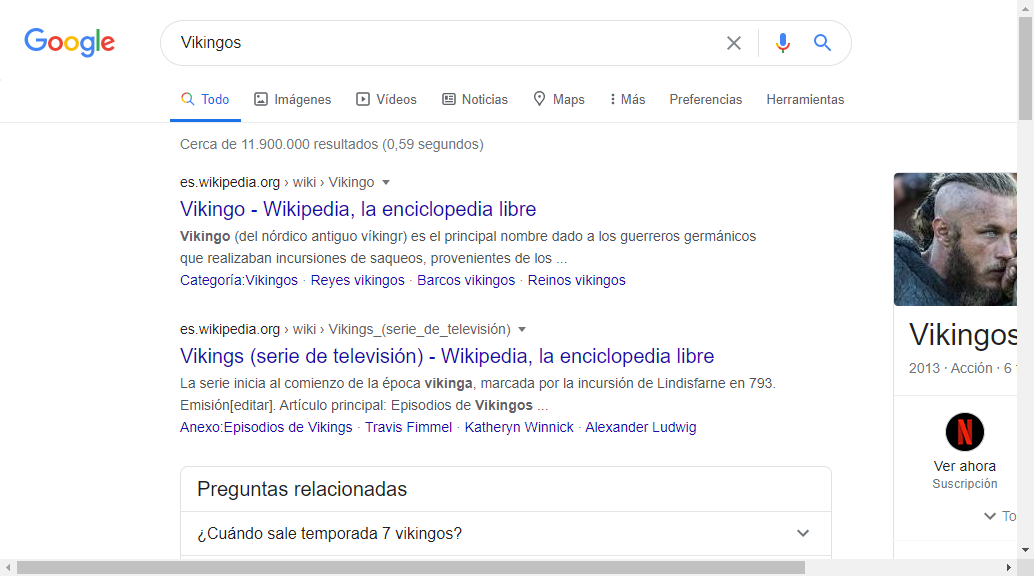 Google
Vikingos
Todo Imágenes Vídeos Noticias Maps Más Preferencias Herramientas
Cerca de 11.900.000 resultados (0,59 segundos)
es.wikipedia.org › wiki › Vikingo
Vikingo - Wikipedia, la enciclopedia libre
Vikingo (del nórdico antiguo víkingr) es el principal nombre dado a los guerreros germánicos
que realizaban incursiones de saqueos, provenientes de los ...
Categoría:Vikingos · Reyes vikingos · Barcos vikingos · Reinos vikingos
es.wikipedia.org › wiki › Vikings_(serie_de_televisión)
Vikings (serie de televisión) - Wikipedia, la enciclopedia libre
La serie inicia al comienzo de la época vikinga, marcada por la incursión de Lindisfarne en 793.
Emisión[editar]. Artículo principal: Episodios de Vikingos ...
Anexo:Episodios de Vikings · Travis Fimmel · Katheryn Winnick · Alexander Ludwig
Preguntas relacionadas
¿Cuándo sale temporada 7 vikingos?
Vikingos
2013 · Acción · 6
N
Ver ahora
Suscripción
To